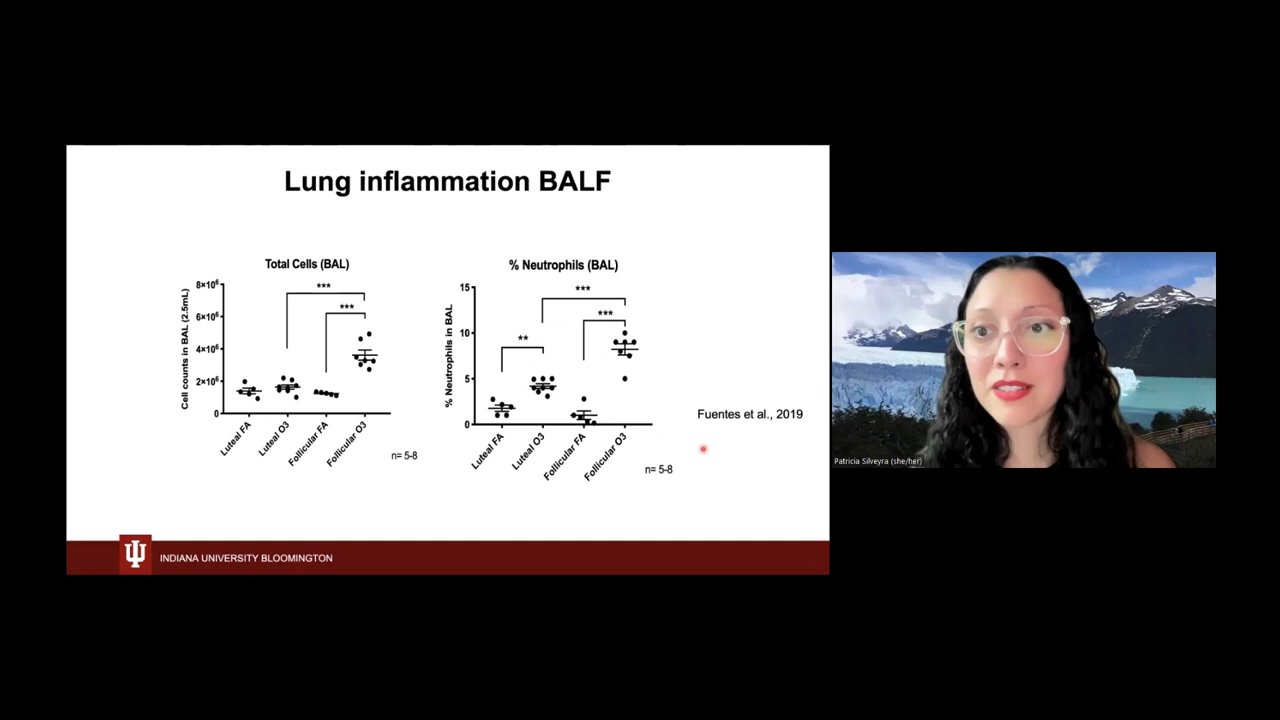 Lung inflammation BALF
Total Cells (BAL)
Cell counts in BAL (2.5mL)
8×10⁶
6×10⁶
4×10⁶
2×10⁶
0
***
***
Luteal FA
Luteal O3
Follicular FA
Follicular O3
n= 5-8
% Neutrophils (BAL)
% Neutrophils in BAL
15
10
5
0
***
***
**
Luteal FA
Luteal O3
Follicular FA
Follicular O3
n= 5-8
Fuentes et al., 2019
INDIANA UNIVERSITY BLOOMINGTON
Patricia Silveyra (she/her)